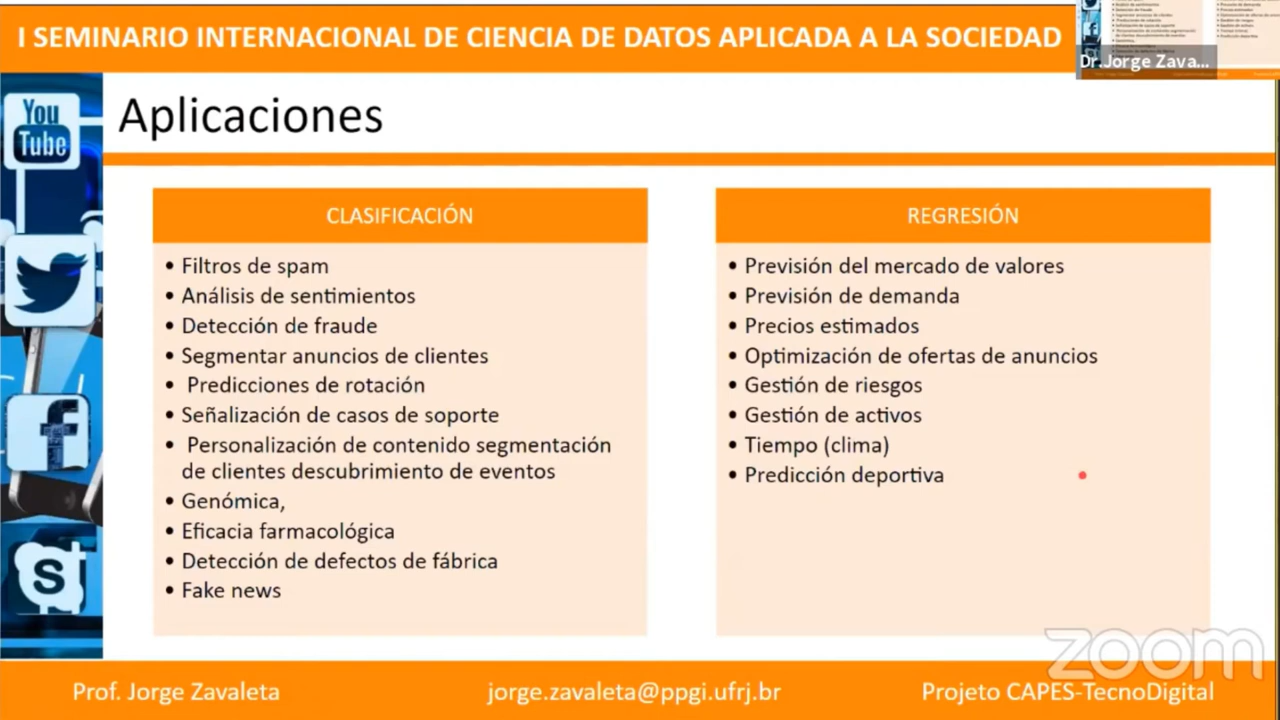 I SEMINARIO INTERNACIONAL DE CIENCA DE DATOS APLICADA A LA SOCIEDAD
Dr.Jorge Zava...
You
Tube
Aplicaciones
CLASIFICACIÓN
• Filtros de spam
• Análisis de sentimientos
• Detección de fraude
• Segmentar anuncios de clientes
• Predicciones de rotación
• Señalización de casos de soporte
• Personalización de contenido segmentación
de clientes descubrimiento de eventos
• Genómica,
• Eficacia farmacológica
• Detección de defectos de fábrica
• Fake news
REGRESIÓN
• Previsión del mercado de valores
• Previsión de demanda
• Precios estimados
• Optimización de ofertas de anuncios
• Gestión de riesgos
• Gestión de activos
• Tiempo (clima)
• Predicción deportiva
zoom
Prof. Jorge Zavaleta
jorge.zavaleta@ppgi.ufrj.br
Projeto CAPES-TecnoDigital